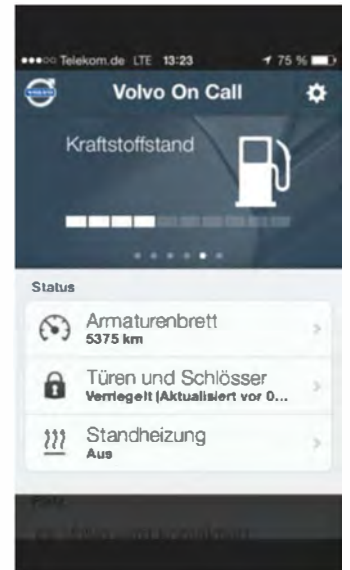 Telekom.de LTE 13:23 75 %
VOLVO
Volvo On Call
Kraftstoffstand
Status
Armaturenbrett
5375 km
Türen und Schlösser
Verriegelt (Aktualisiert vor 0...
Standheizung
Aus